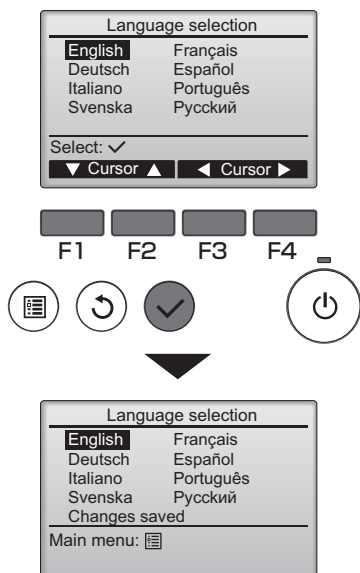 Language selection
English Français
Deutsch Español
Italiano Português
Svenska Русский
Select: ✓
▼ Cursor ▲ ◀ Cursor ▶
F1 F2 F3 F4
Language selection
English Français
Deutsch Español
Italiano Português
Svenska Русский
Changes saved
Main menu: